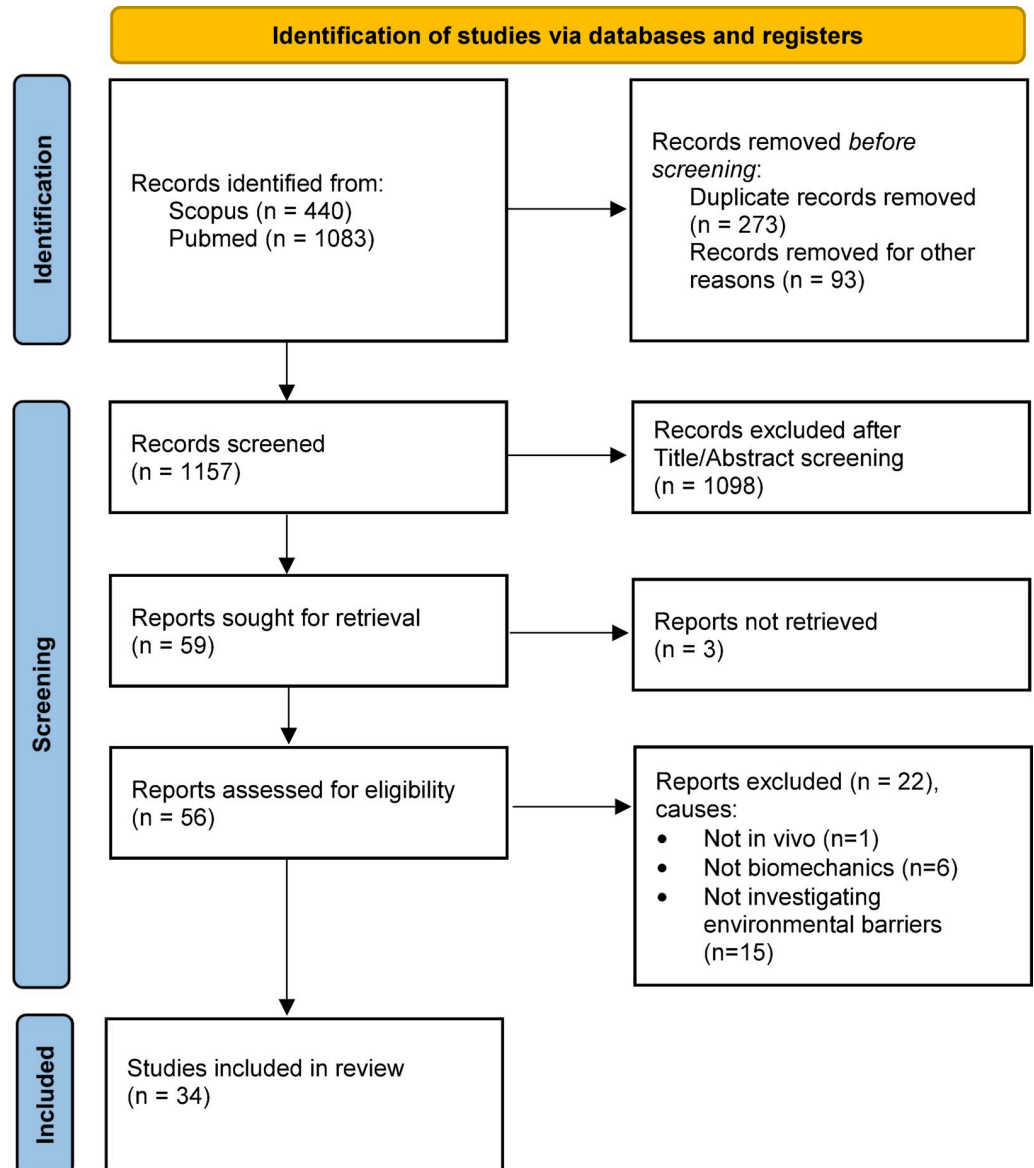 Identification of studies via databases and registers
Identification
Records identified from:
Scopus (n = 440)
Pubmed (n = 1083)
Records removed before
screening:
Duplicate records removed
(n = 273)
Records removed for other
reasons (n = 93)
Screening
Records screened
(n = 1157)
Records excluded after
Title/Abstract screening
(n = 1098)
Reports sought for retrieval
(n = 59)
Reports not retrieved
(n = 3)
Reports assessed for eligibility
(n = 56)
Reports excluded (n = 22),
causes:
• Not in vivo (n=1)
• Not biomechanics (n=6)
• Not investigating
environmental barriers
(n=15)
Included
Studies included in review
(n = 34)